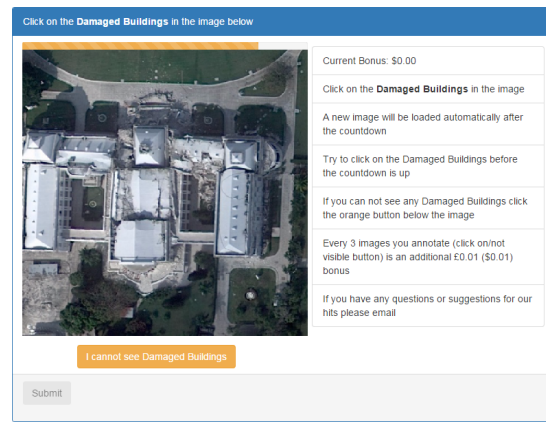 Click on the Damaged Buildings in the image below
Current Bonus: $0.00
Click on the Damaged Buildings in the image
A new image will be loaded automatically after
the countdown
Try to click on the Damaged Buildings before
the countdown is up
If you can not see any Damaged Buildings click
the orange button below the image
Every 3 images you annotate (click on/not
visible button) is an additional £0.01 ($0.01)
bonus
If you have any questions or suggestions for our
hits please email
I cannot see Damaged Buildings
Submit